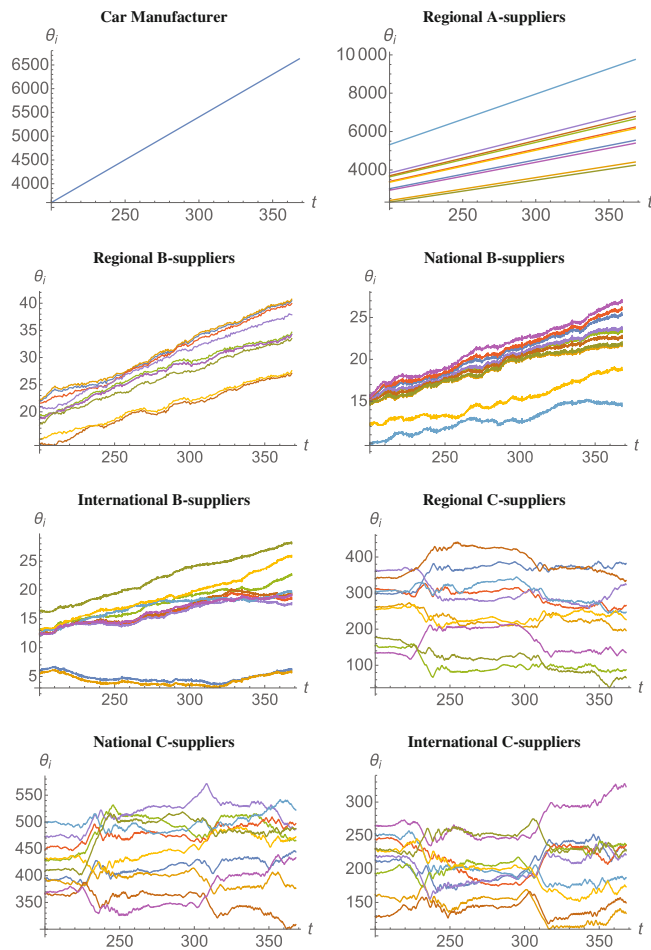 Car Manufacturer
θi
6500
6000
5500
5000
4500
4000
250 300 350 t
Regional A-suppliers
θi
10 000
8000
6000
4000
250 300 350 t
Regional B-suppliers
θi
40
35
30
25
20
250 300 350 t
National B-suppliers
θi
25
20
15
250 300 350 t
International B-suppliers
θi
25
20
15
10
5
250 300 350 t
Regional C-suppliers
θi
400
300
200
100
250 300 350 t
National C-suppliers
θi
550
500
450
400
350
250 300 350 t
International C-suppliers
θi
300
250
200
150
250 300 350 t